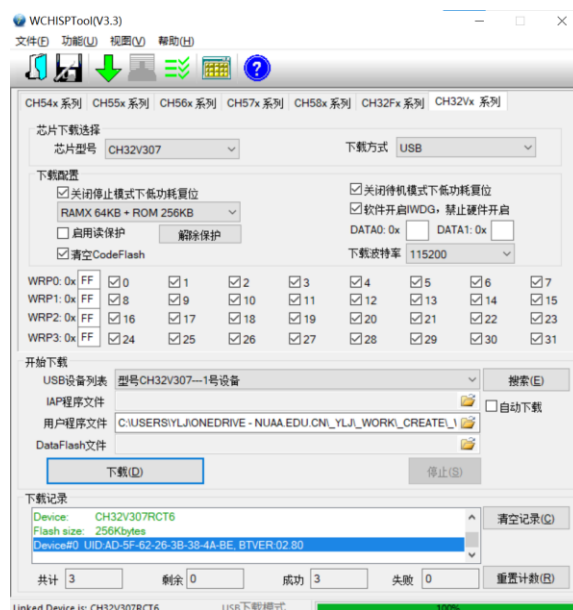 WCHISPTool(V3.3)
文件(F) 功能(U) 视图(V) 帮助(H)
CH54x 系列 CH55x 系列 CH56x 系列 CH57x 系列 CH58x 系列 CH32Fx 系列 CH32Vx 系列
芯片下载选择
芯片型号 CH32V307 下载方式 USB
下载配置
关闭停止模式下低功耗复位 关闭待机模式下低功耗复位
RAMX 64KB + ROM 256KB 软件开启IWDG，禁止硬件开启
启用读保护 解除保护 DATA0: 0x DATA1: 0x
清空CodeFlash 下载波特率 115200
WRP0: 0x FF 0 1 2 3 4 5 6 7
WRP1: 0x FF 8 9 10 11 12 13 14 15
WRP2: 0x FF 16 17 18 19 20 21 22 23
WRP3: 0x FF 24 25 26 27 28 29 30 31
开始下载
USB设备列表 型号CH32V307---1号设备 搜索(E)
IAP程序文件 自动下载
用户程序文件 C:\USERS\YLJ\ONEDRIVE - NUAA.EDU.CN\_YLJ\_WORK\_CREATE\_
DataFlash文件
下载(D) 停止(S)
下载记录
Device: CH32V307RCT6 清空记录(C)
Flash size: 256Kbytes
Device#0 UID:AD-5F-62-26-3B-38-4A-BE, BTVER:02.80
共计 3 剩余 0 成功 3 失败 0 重置计数(R)
Linked Device is: CH32V307RCT6 USB下载模式 100%